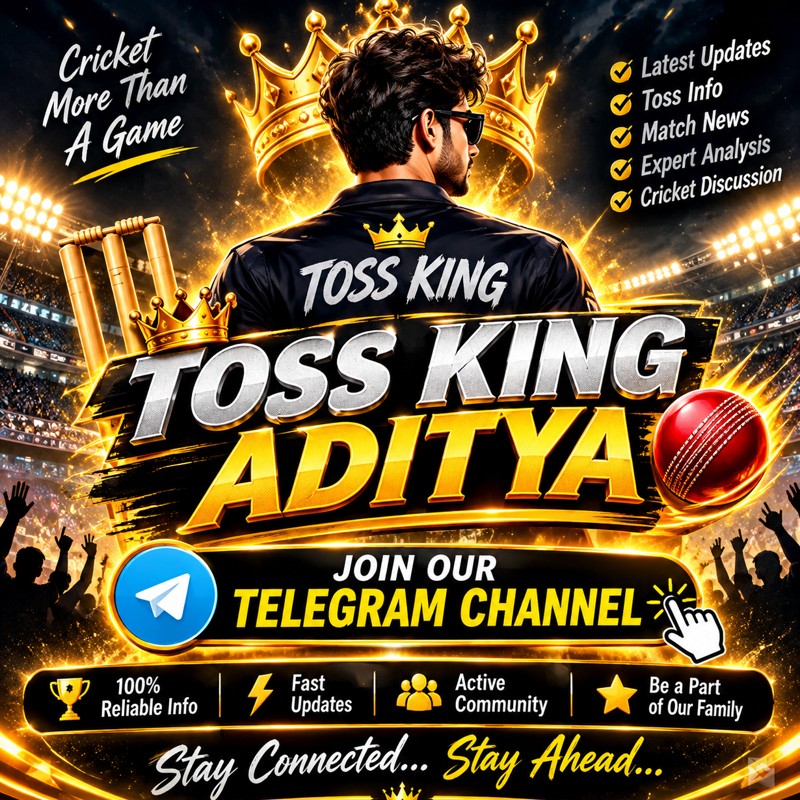 Cricket
More Than
A Game
Latest Updates
Toss Info
Match News
Expert Analysis
Cricket Discussion
TOSS KING
TOSS KING
ADITYA
JOIN OUR
TELEGRAM CHANNEL
100%
Reliable Info
Fast
Updates
Active
Community
Be a Part
of Our Family
Stay Connected... Stay Ahead...